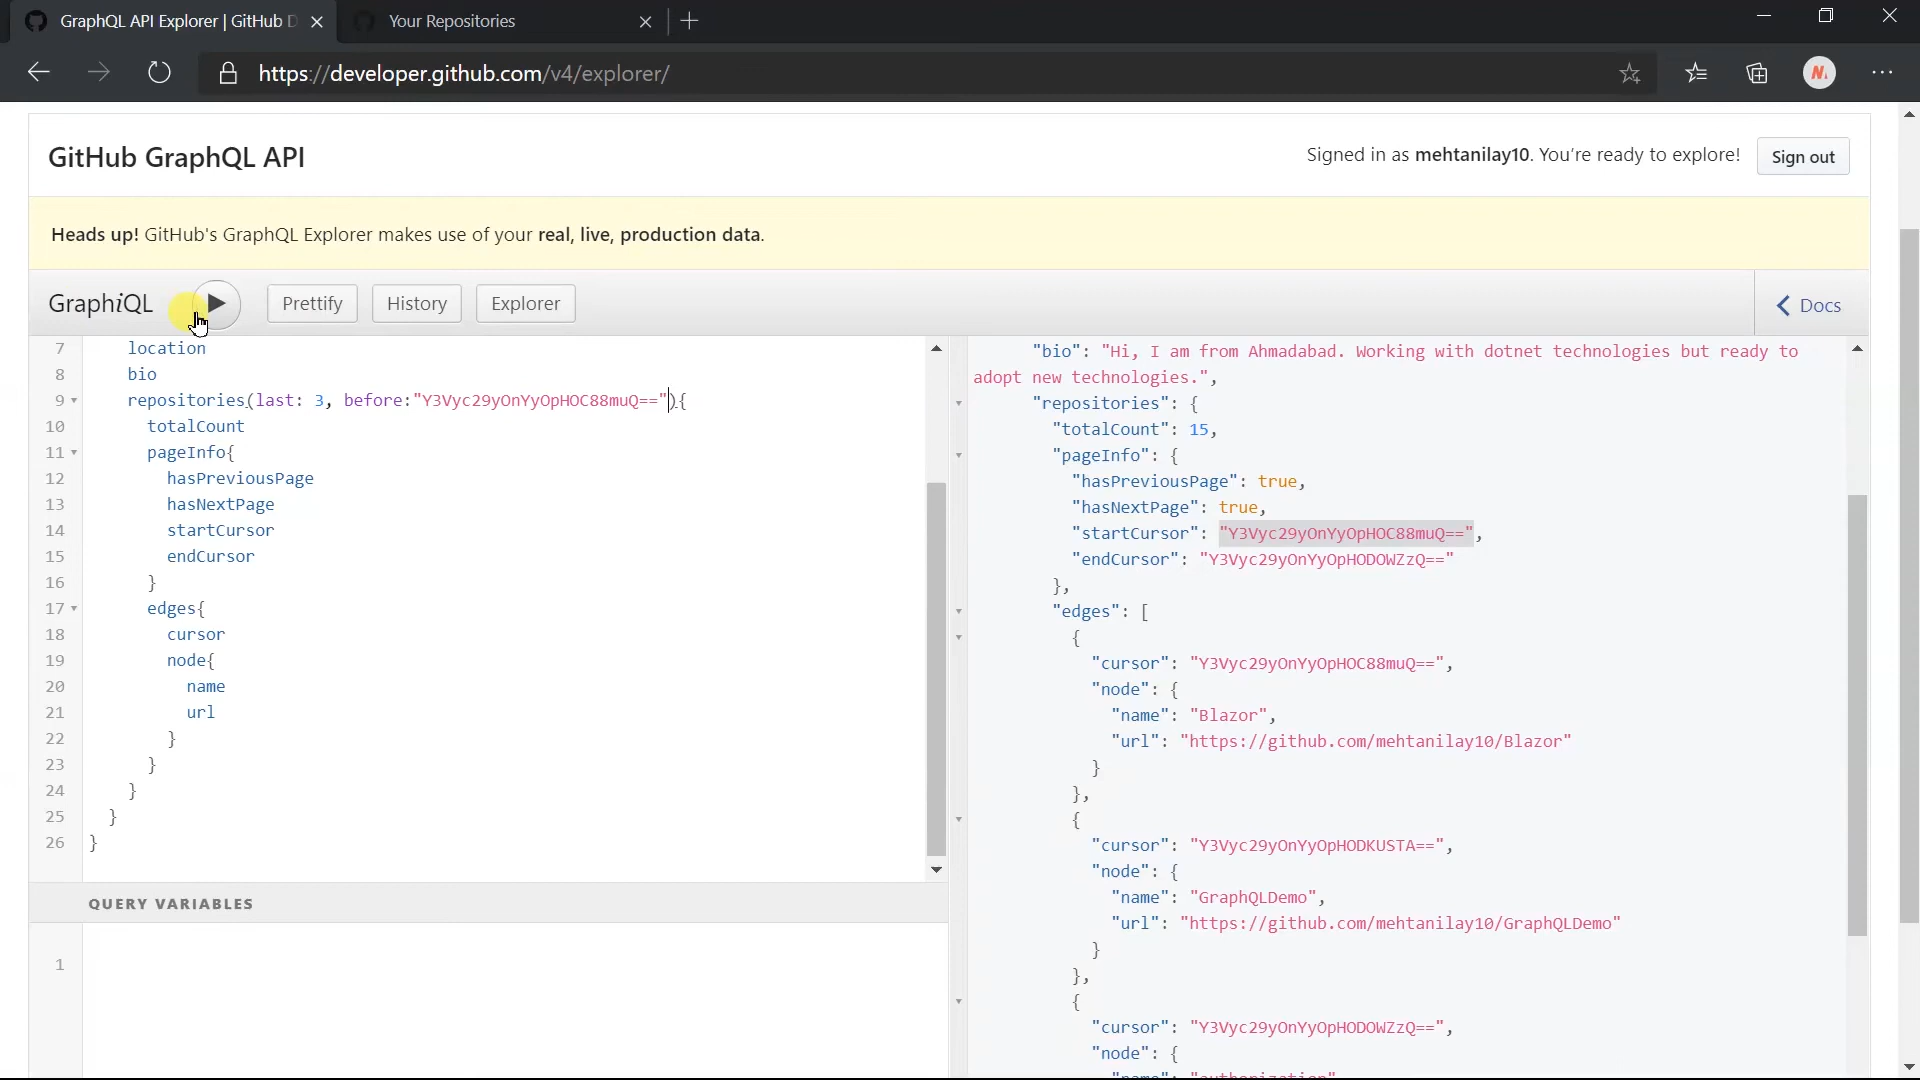 GraphQL API Explorer | GitHub D
Your Repositories
https://developer.github.com/v4/explorer/
GitHub GraphQL API
Signed in as mehtanilay10. You're ready to explore!
Sign out
Heads up! GitHub's GraphQL Explorer makes use of your real, live, production data.
GraphiQL
Prettify
History
Explorer
Docs
7 location
8 bio
9 repositories(last: 3, before:"Y3Vyc29yOnYyOpHOC88muQ=="){
10 totalCount
11 pageInfo{
12 hasPreviousPage
13 hasNextPage
14 startCursor
15 endCursor
16 }
17 edges{
18 cursor
19 node{
20 name
21 url
22 }
23 }
24 }
25 }
26 }
QUERY VARIABLES
1
"bio": "Hi, I am from Ahmadabad. Working with dotnet technologies but ready to
adopt new technologies.",
"repositories": {
"totalCount": 15,
"pageInfo": {
"hasPreviousPage": true,
"hasNextPage": true,
"startCursor": "Y3Vyc29yOnYyOpHOC88muQ==",
"endCursor": "Y3Vyc29yOnYyOpHODOWZzQ=="
},
"edges": [
{
"cursor": "Y3Vyc29yOnYyOpHOC88muQ==",
"node": {
"name": "Blazor",
"url": "https://github.com/mehtanilay10/Blazor"
}
},
{
"cursor": "Y3Vyc29yOnYyOpHODKUSTA==",
"node": {
"name": "GraphQLDemo",
"url": "https://github.com/mehtanilay10/GraphQLDemo"
}
},
{
"cursor": "Y3Vyc29yOnYyOpHODOWZzQ==",
"node": {
"name": "authorization"